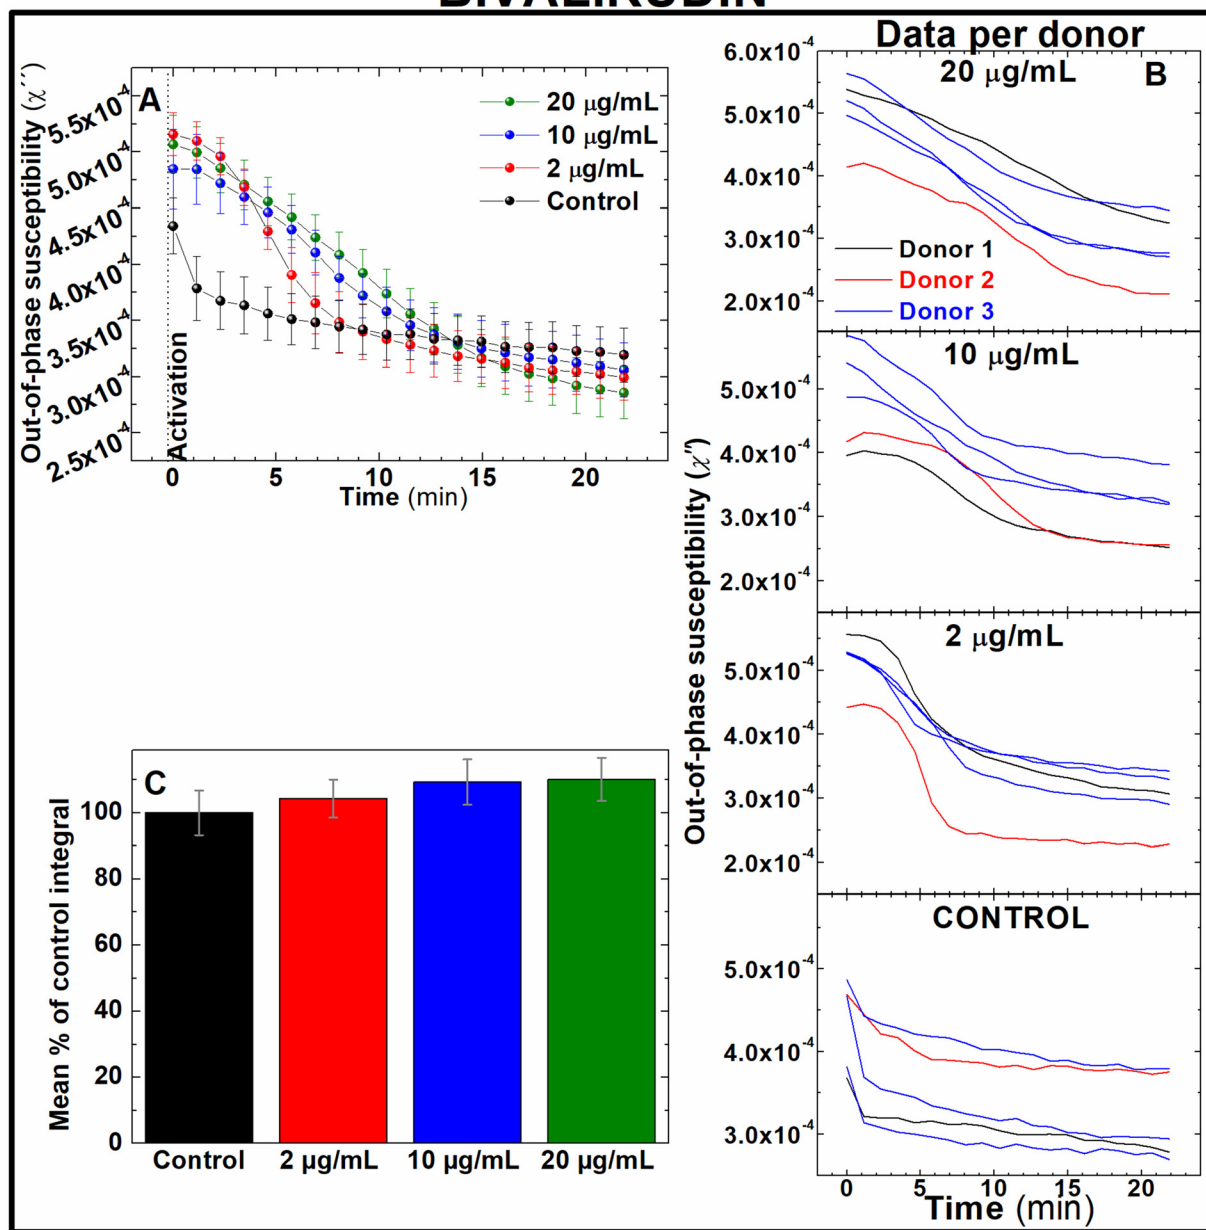 BIVALIRUDIN
A
Out-of-phase susceptibility (χ´´)
5.5x10-4
5.0x10-4
4.5x10-4
4.0x10-4
3.5x10-4
3.0x10-4
2.5x10-4
Activation
20 μg/mL
10 μg/mL
2 μg/mL
Control
0 5 10 15 20
Time (min)
Data per donor
B
20 μg/mL
6.0x10-4
5.0x10-4
4.0x10-4
3.0x10-4
2.0x10-4
Donor 1
Donor 2
Donor 3
10 μg/mL
5.0x10-4
4.0x10-4
3.0x10-4
2.0x10-4
Out-of-phase susceptibility (χ")
2 μg/mL
5.0x10-4
4.0x10-4
3.0x10-4
2.0x10-4
CONTROL
5.0x10-4
4.0x10-4
3.0x10-4
0 5 10 15 20
Time (min)
C
Mean % of control integral
100
80
60
40
20
0
Control 2 μg/mL 10 μg/mL 20 μg/mL